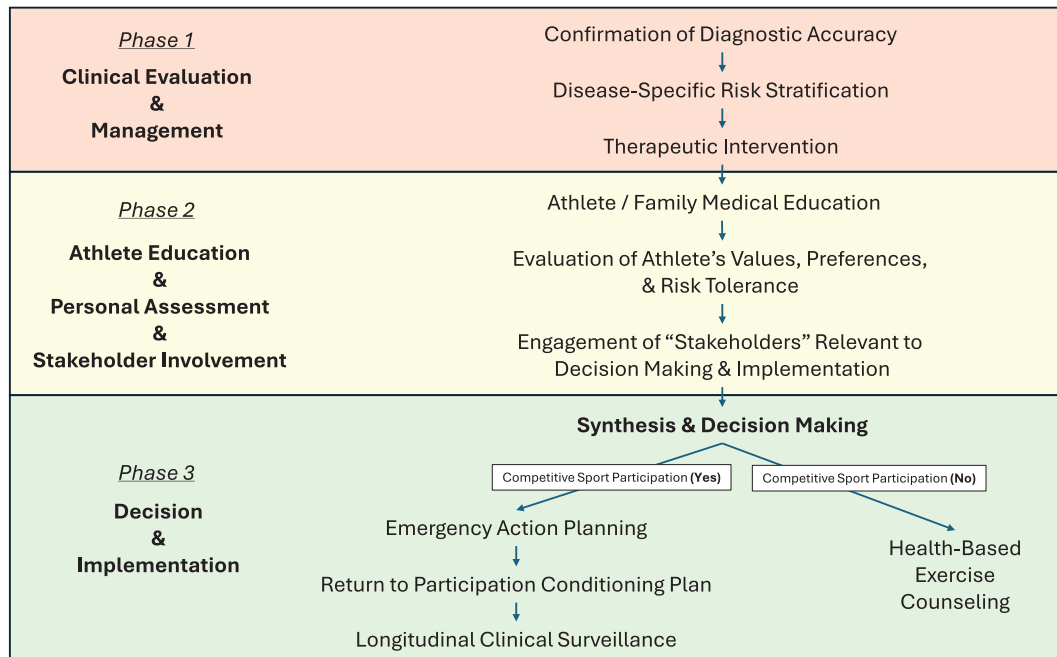 Phase 1
Clinical Evaluation
&
Management
Confirmation of Diagnostic Accuracy
Disease-Specific Risk Stratification
Therapeutic Intervention
Phase 2
Athlete Education
&
Personal Assessment
&
Stakeholder Involvement
Athlete / Family Medical Education
Evaluation of Athlete’s Values, Preferences,
& Risk Tolerance
Engagement of “Stakeholders” Relevant to
Decision Making & Implementation
Phase 3
Decision
&
Implementation
Synthesis & Decision Making
Competitive Sport Participation (Yes)
Competitive Sport Participation (No)
Emergency Action Planning
Return to Participation Conditioning Plan
Longitudinal Clinical Surveillance
Health-Based
Exercise
Counseling